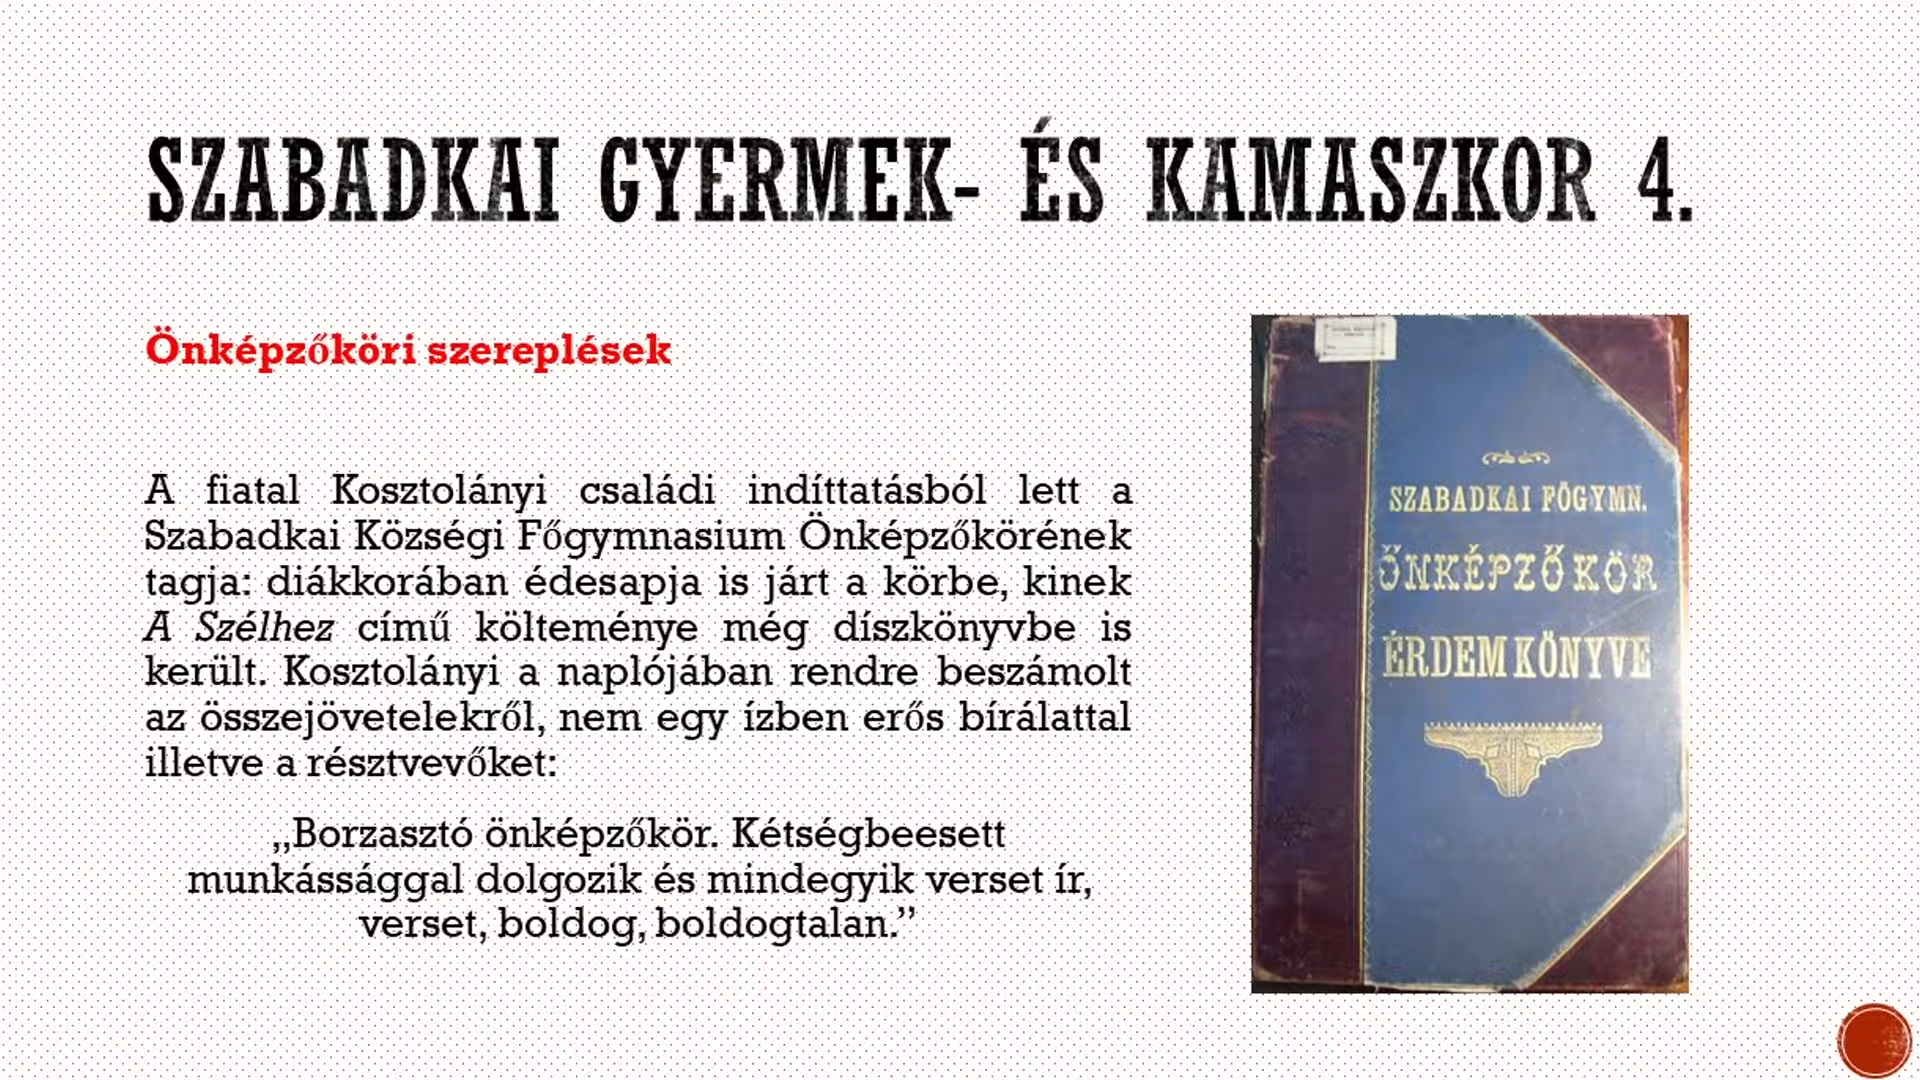 SZABADKAI GYERMEK- ÉS KAMASZKOR 4.
Önképzőköri szereplések
A fiatal Kosztolányi családi indíttatásból lett a
Szabadkai Községi Főgymnasium Önképzőkörének
tagja: diákkorában édesapja is járt a körbe, kinek
A Szélhez című költeménye még díszkönyvbe is
került. Kosztolányi a naplójában rendre beszámolt
az összejövetelekről, nem egy ízben erős bírálattal
illetve a résztvevőket:
„Borzasztó önképzőkör. Kétségbeesett
munkássággal dolgozik és mindegyik verset ír,
verset, boldog, boldogtalan.”
SZABADKAI FŐGYMN.
ÖNKÉPZŐKÖR
ÉRDEMKÖNYVE